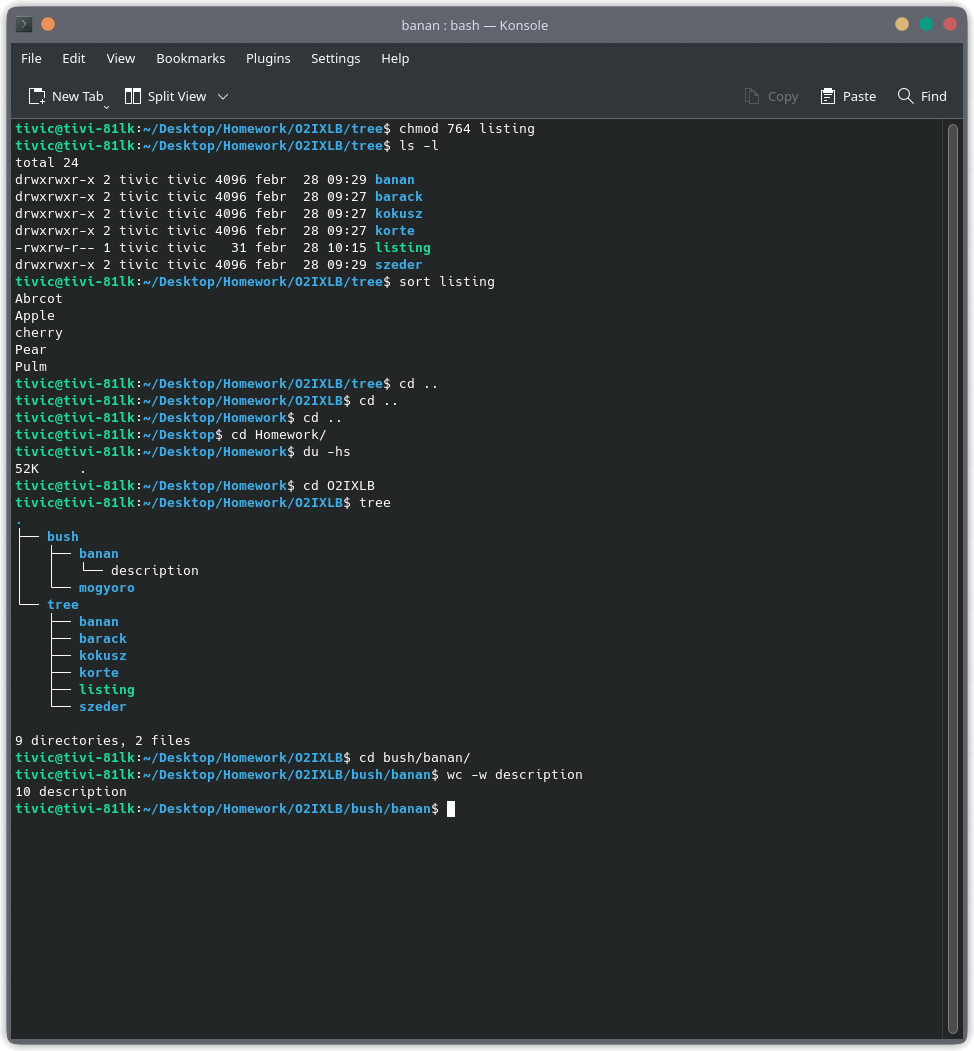 banan : bash — Konsole
File Edit View Bookmarks Plugins Settings Help
New Tab Split View Copy Paste Find
tivic@tivi-81lk:~/Desktop/Homework/O2IXLB/tree$ chmod 764 listing
tivic@tivi-81lk:~/Desktop/Homework/O2IXLB/tree$ ls -l
total 24
drwxrwxr-x 2 tivic tivic 4096 febr  28 09:29 banan
drwxrwxr-x 2 tivic tivic 4096 febr  28 09:27 barack
drwxrwxr-x 2 tivic tivic 4096 febr  28 09:27 kokusz
drwxrwxr-x 2 tivic tivic 4096 febr  28 09:27 korte
-rwxrw-r-- 1 tivic tivic   31 febr  28 10:15 listing
drwxrwxr-x 2 tivic tivic 4096 febr  28 09:29 szeder
tivic@tivi-81lk:~/Desktop/Homework/O2IXLB/tree$ sort listing
Abrcot
Apple
cherry
Pear
Pulm
tivic@tivi-81lk:~/Desktop/Homework/O2IXLB/tree$ cd ..
tivic@tivi-81lk:~/Desktop/Homework/O2IXLB$ cd ..
tivic@tivi-81lk:~/Desktop/Homework$ cd ..
tivic@tivi-81lk:~/Desktop$ cd Homework/
tivic@tivi-81lk:~/Desktop/Homework$ du -hs
52K     .
tivic@tivi-81lk:~/Desktop/Homework$ cd O2IXLB
tivic@tivi-81lk:~/Desktop/Homework/O2IXLB$ tree
.
├── bush
│   ├── banan
│   │   └── description
│   └── mogyoro
└── tree
    ├── banan
    ├── barack
    ├── kokusz
    ├── korte
    ├── listing
    └── szeder
9 directories, 2 files
tivic@tivi-81lk:~/Desktop/Homework/O2IXLB$ cd bush/banan/
tivic@tivi-81lk:~/Desktop/Homework/O2IXLB/bush/banan$ wc -w description
10 description
tivic@tivi-81lk:~/Desktop/Homework/O2IXLB/bush/banan$